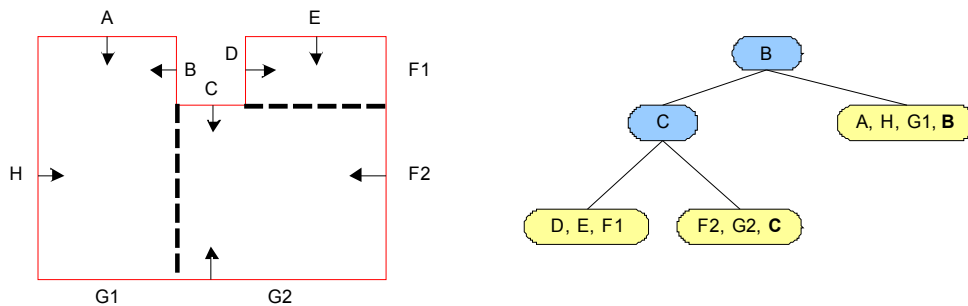 A
E
D
F1
B
C
H
F2
G1
G2
B
C
A, H, G1, B
D, E, F1
F2, G2, C